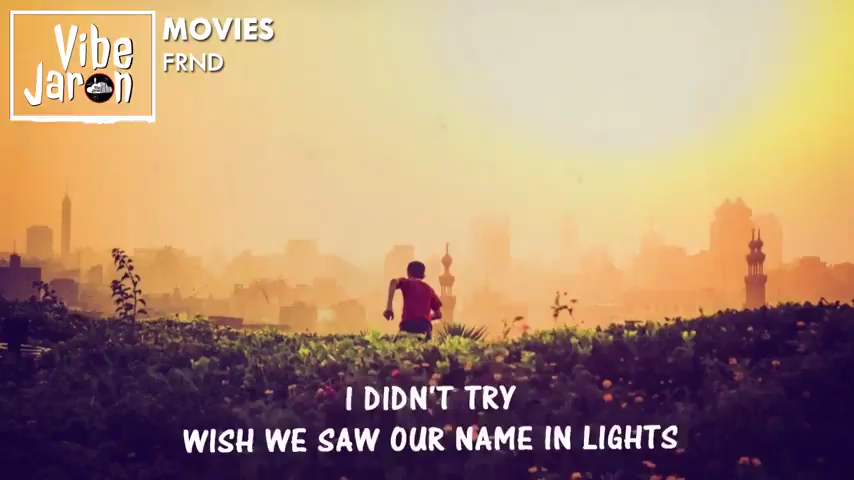 Vibe
Jaron
MOVIES
FRND
I DIDN'T TRY
WISH WE SAW OUR NAME IN LIGHTS